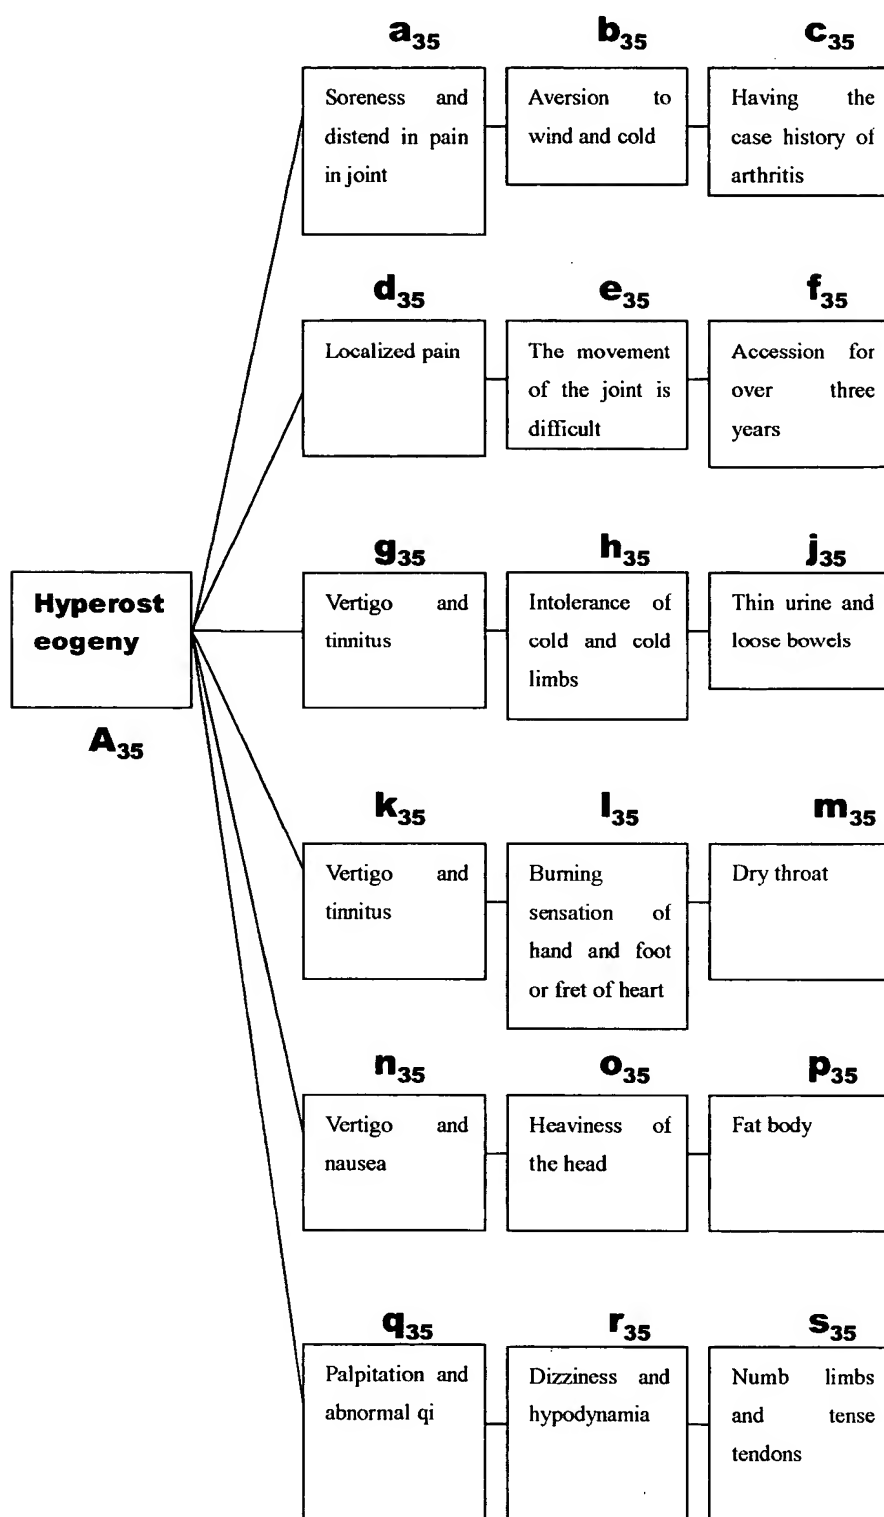 a35 b35 c35
Soreness and
distend in pain
in joint
Aversion to
wind and cold
Having the
case history of
arthritis
d35 e35 f35
Localized pain
The movement
of the joint is
difficult
Accession for
over three
years
g35 h35 j35
Hyperost
eogeny
A35
Vertigo and
tinnitus
Intolerance of
cold and cold
limbs
Thin urine and
loose bowels
k35 l35 m35
Vertigo and
tinnitus
Burning
sensation of
hand and foot
or fret of heart
Dry throat
n35 o35 p35
Vertigo and
nausea
Heaviness of
the head
Fat body
q35 r35 s35
Palpitation and
abnormal qi
Dizziness and
hypodynamia
Numb limbs
and tense
tendons